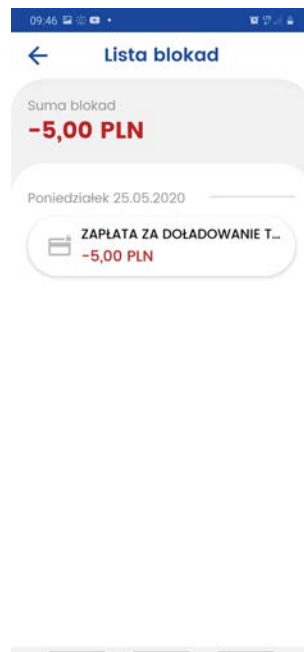 09:46
Lista blokad
Suma blokad
-5,00 PLN
Poniedziałek 25.05.2020
ZAPŁATA ZA DOŁADOWANIE T...
-5,00 PLN